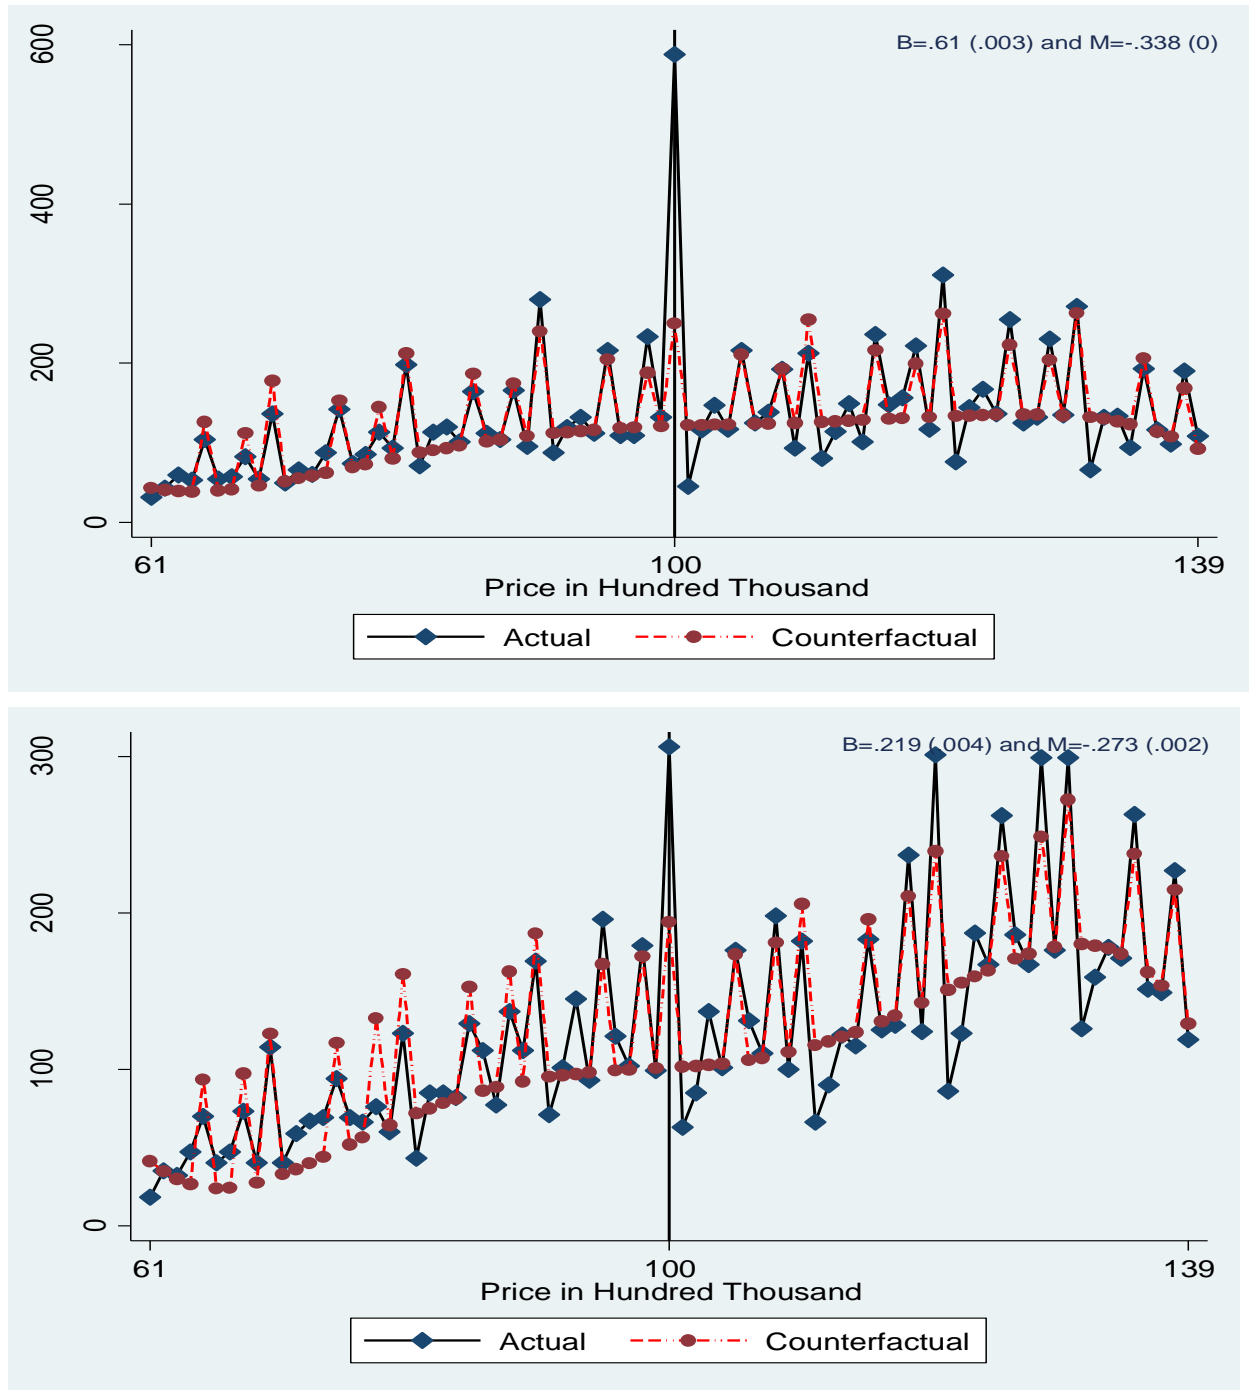 B=.61 (.003) and M=-.338 (0)
600
400
200
0
61 100 139
Price in Hundred Thousand
Actual Counterfactual
B=.219 (.004) and M=-.273 (.002)
300
200
100
0
61 100 139
Price in Hundred Thousand
Actual Counterfactual